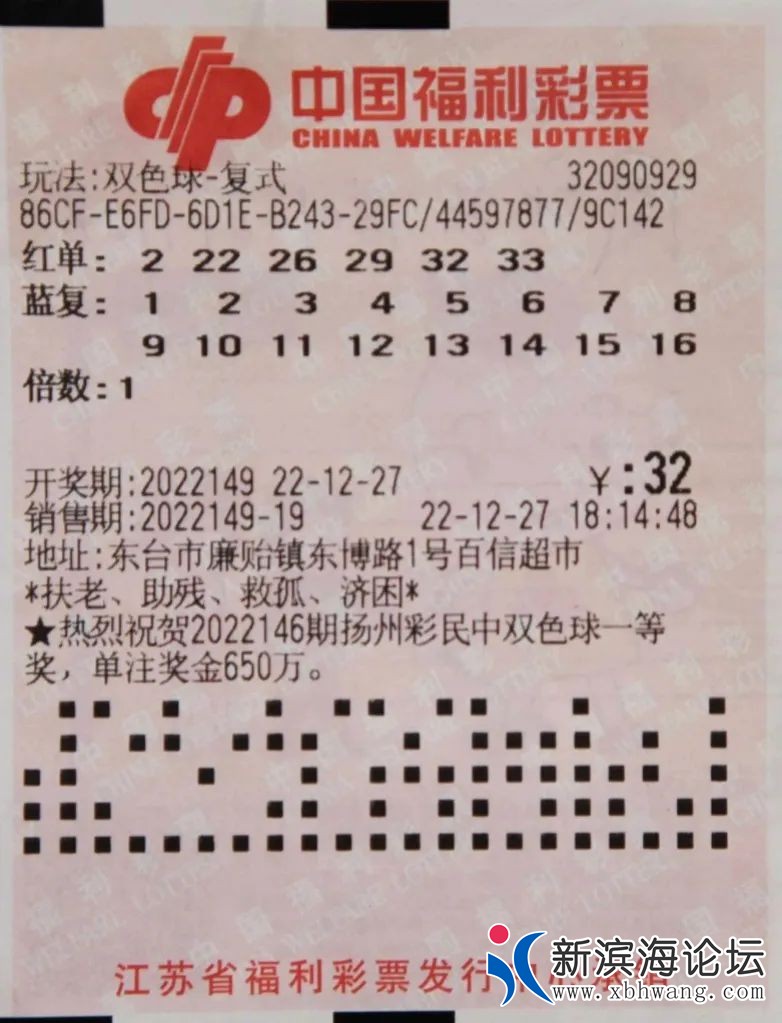 中国福利彩票
CHINA WELFARE LOTTERY
玩法:双色球-复式 32090929
86CF-E6FD-6D1E-B243-29FC/44597877/9C142
红单: 2 22 26 29 32 33
蓝复: 1 2 3 4 5 6 7 8
9 10 11 12 13 14 15 16
倍数:1
开奖期:2022149 22-12-27 ¥:32
销售期:2022149-19 22-12-27 18:14:48
地址:东台市廉贻镇东博路1号百信超市
*扶老、助残、救孤、济困*
★热烈祝贺2022146期扬州彩民中双色球一等
奖，单注奖金650万。
江苏省福利彩票发行
新滨海论坛
www.xbhwang.com